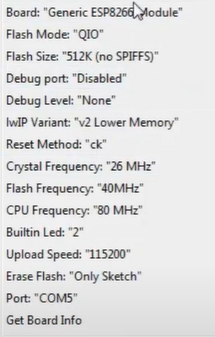 Board: "Generic ESP8266 Module"
Flash Mode: "QIO"
Flash Size: "512K (no SPIFFS)"
Debug port: "Disabled"
Debug Level: "None"
lwIP Variant: "v2 Lower Memory"
Reset Method: "ck"
Crystal Frequency: "26 MHz"
Flash Frequency: "40MHz"
CPU Frequency: "80 MHz"
Builtin Led: "2"
Upload Speed: "115200"
Erase Flash: "Only Sketch"
Port: "COM5"
Get Board Info